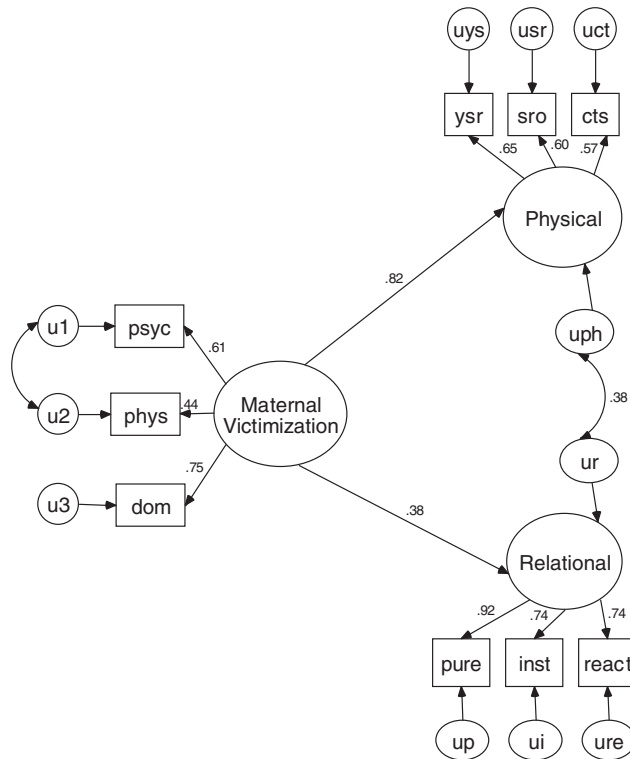 uys usr uct
ysr sro cts
.65 .60 .57
Physical
.82
u1 psyc
.61
uph
u2 phys .44
Maternal
Victimization
.38
ur
.75
u3 dom
.38
Relational
.92 .74 .74
pure inst react
up ui ure